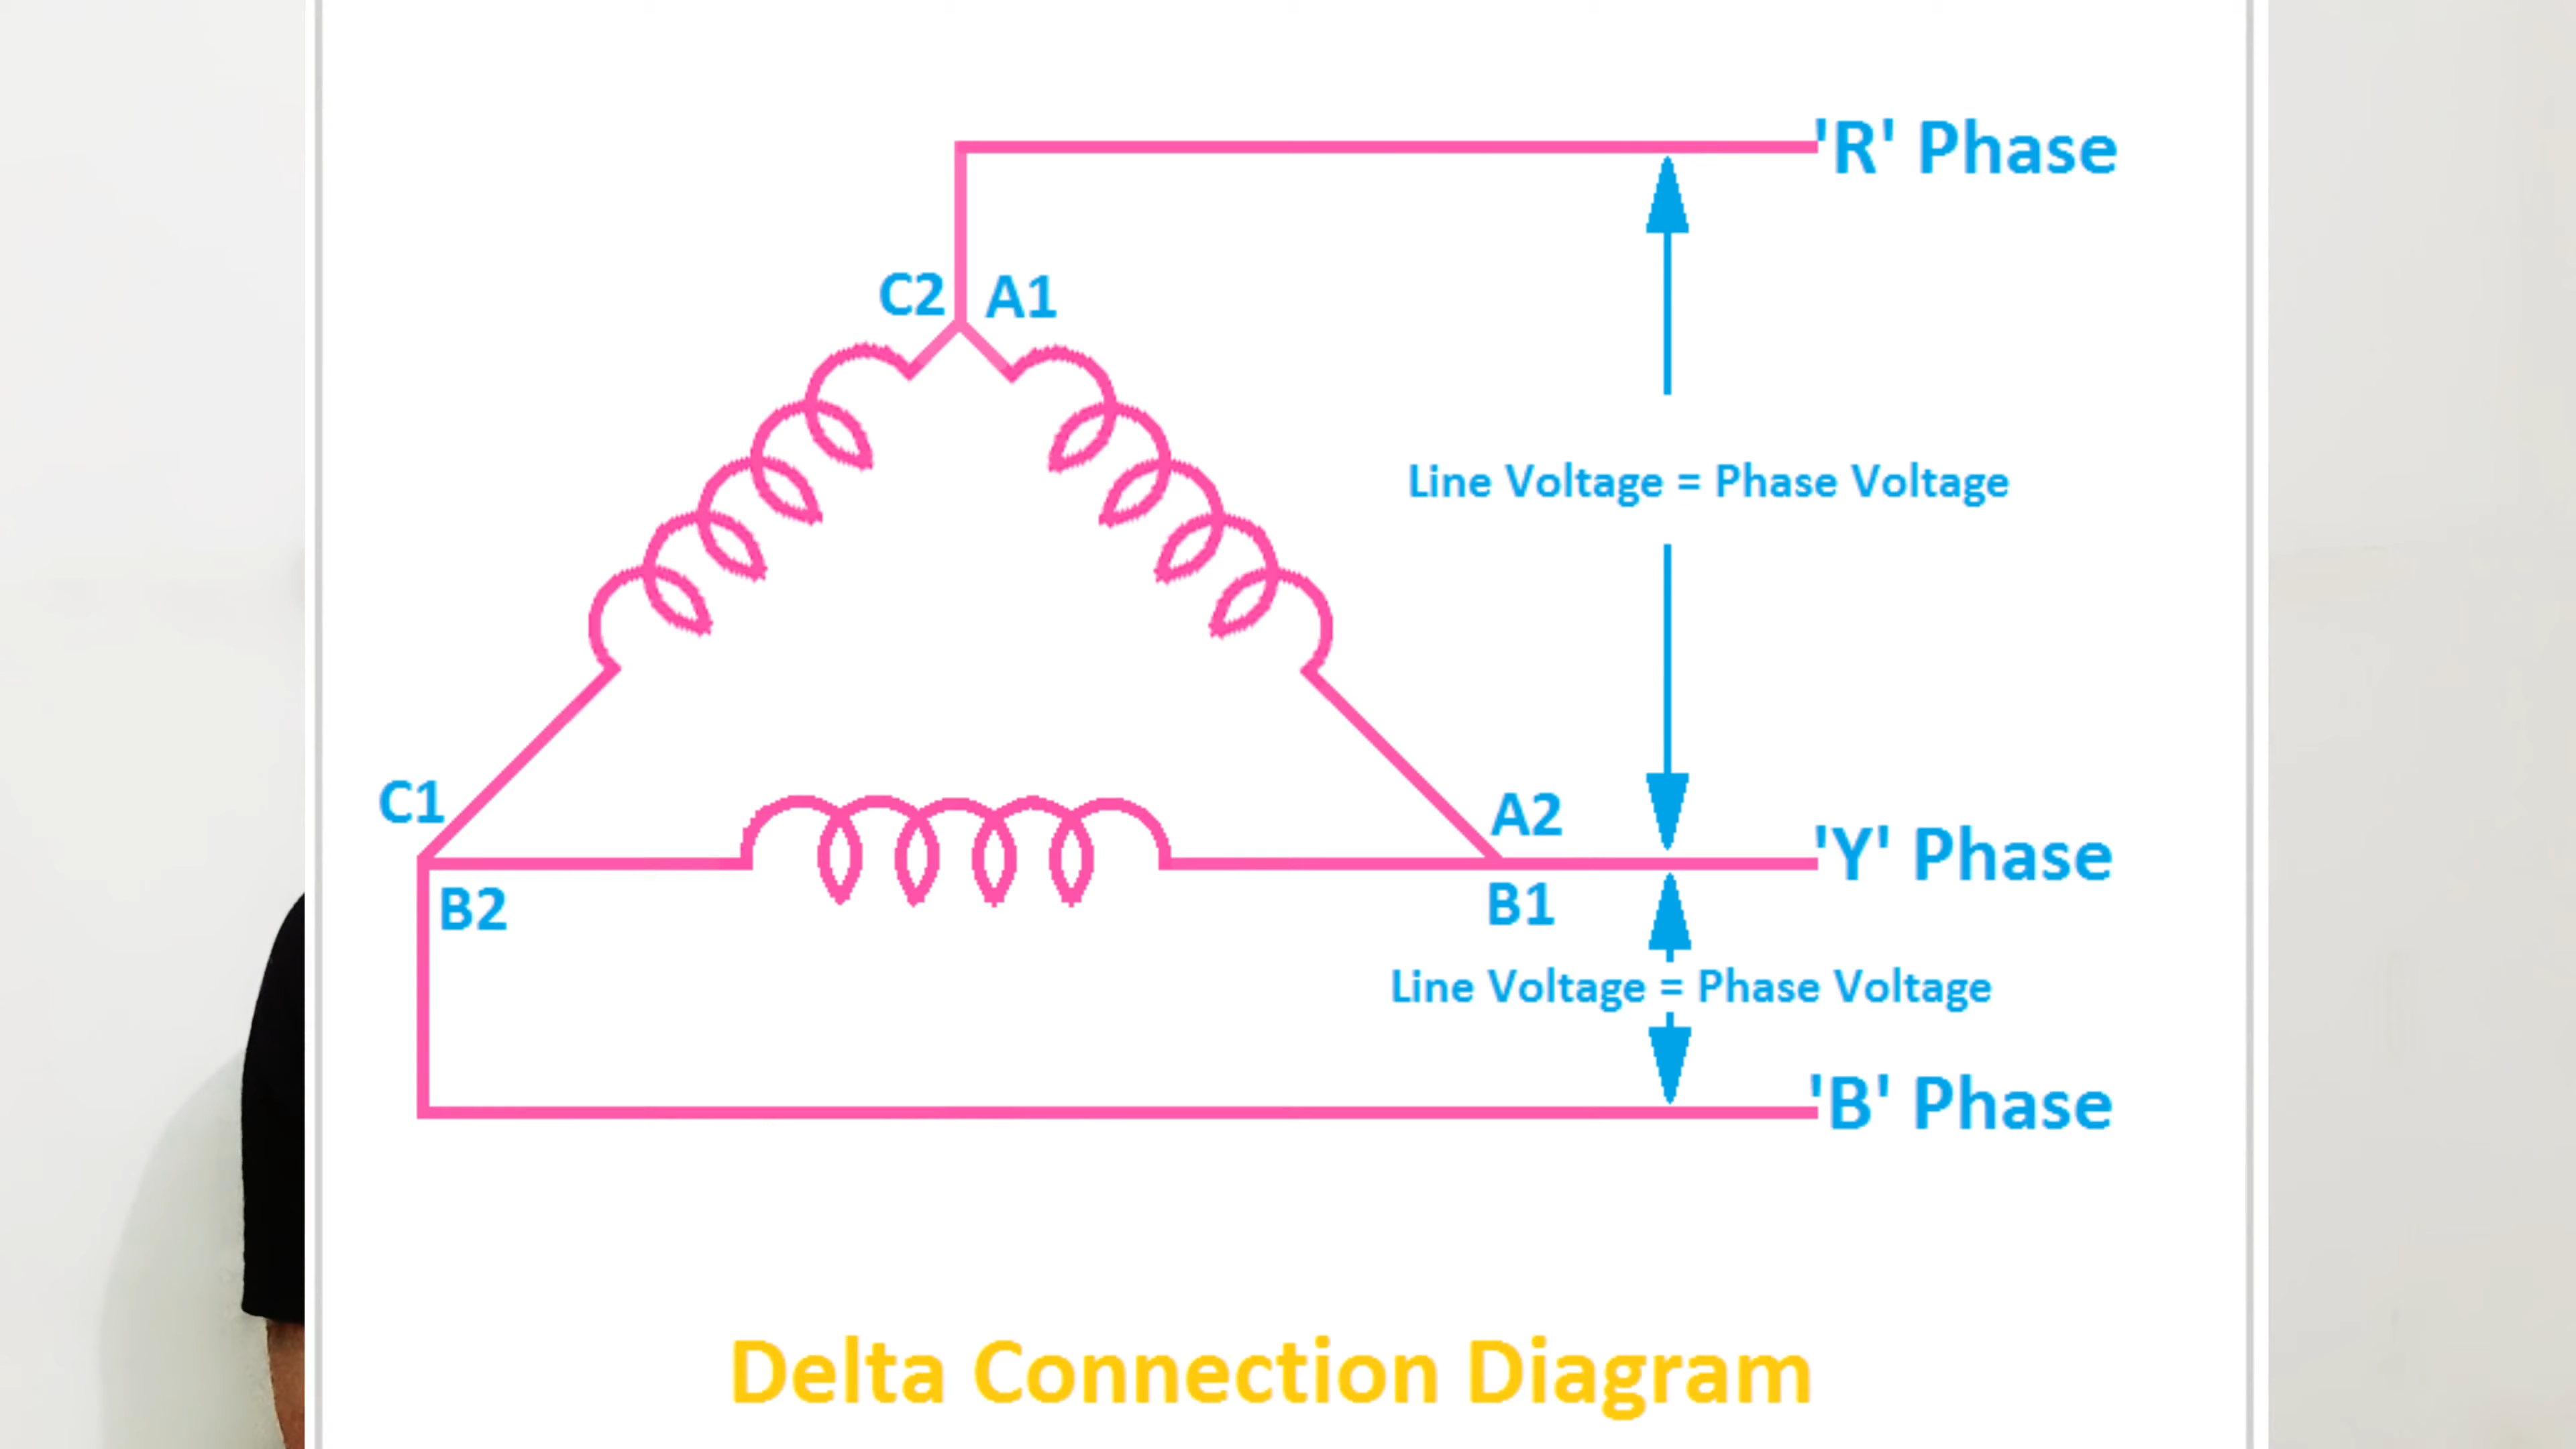 'R' Phase
C2 A1
Line Voltage = Phase Voltage
C1
A2
'Y' Phase
B2
B1
Line Voltage = Phase Voltage
'B' Phase
Delta Connection Diagram